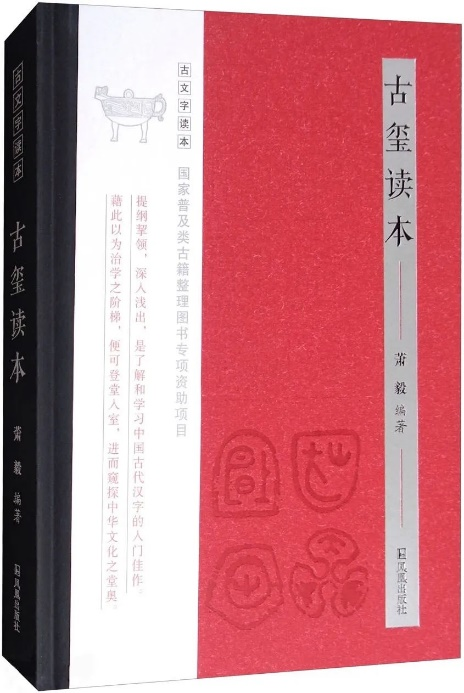 古文字读本
古玺读本
萧毅 编著
凤凰出版社
古文字读本
国家普及类古籍整理图书专项资助项目
提纲挈领，深入浅出，是了解和学习中国古代汉字的入门佳作。
藉此以为治学之阶梯，便可登堂入室，进而窥探中华文化之堂奥。
古玺读本
萧毅 编著
凤凰出版社